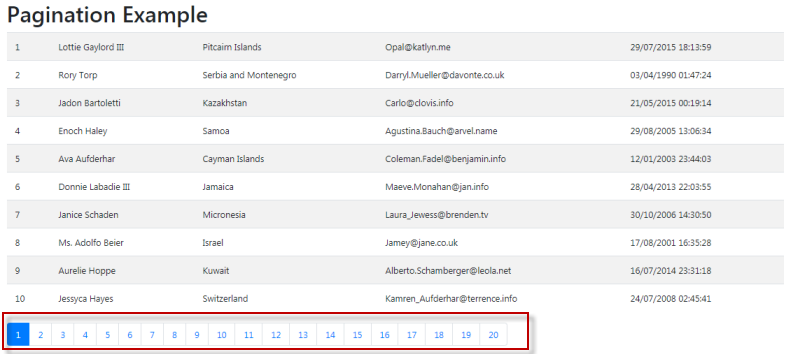 Pagination Example
1 Lottie Gaylord III Pitcairn Islands Opal@katlyn.me 29/07/2015 18:13:59
2 Rory Torp Serbia and Montenegro Darryl.Mueller@davonte.co.uk 03/04/1990 01:47:24
3 Jadon Bartoletti Kazakhstan Carlo@clovis.info 21/05/2015 00:19:14
4 Enoch Haley Samoa Agustina.Bauch@arvel.name 29/08/2005 13:06:34
5 Ava Aufderhar Cayman Islands Coleman.Fadel@benjamin.info 12/01/2003 23:44:03
6 Donnie Labadie III Jamaica Maeve.Monahan@jan.info 28/04/2013 22:03:55
7 Janice Schaden Micronesia Laura_Jewess@brenden.tv 30/10/2006 14:30:50
8 Ms. Adolfo Beier Israel Jamey@jane.co.uk 17/08/2001 16:35:28
9 Aurelie Hoppe Kuwait Alberto.Schamberger@leola.net 16/07/2014 23:31:18
10 Jessyca Hayes Switzerland Kamren_Aufderhar@terrence.info 24/07/2008 02:45:41
1 2 3 4 5 6 7 8 9 10 11 12 13 14 15 16 17 18 19 20